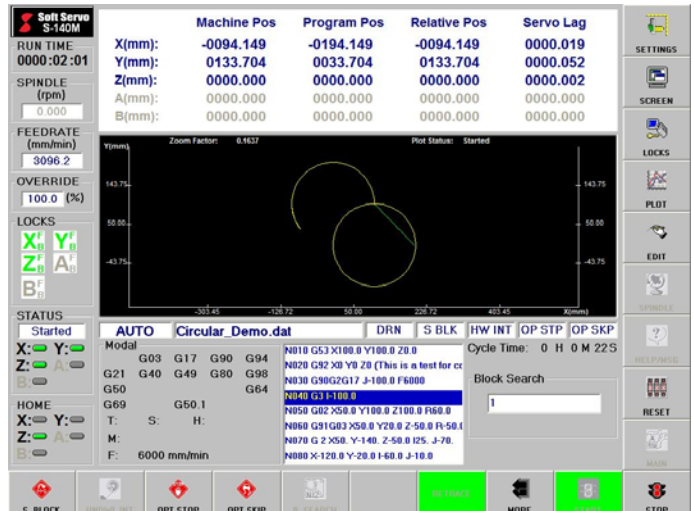 Soft Servo
S-140M
RUN TIME
0000:02:01
SPINDLE
(rpm)
0.000
FEEDRATE
(mm/min)
3096.2
OVERRIDE
100.0 (%)
LOCKS
X F B Y F B
Z F B A F B
B F B
STATUS
Started
X: Y:
Z: A:
B:
HOME
X: Y:
Z: A:
B:
Machine Pos Program Pos Relative Pos Servo Lag
X(mm): -0094.149 -0194.149 -0094.149 0000.019
Y(mm): 0133.704 0033.704 0133.704 0000.052
Z(mm): 0000.000 0000.000 0000.000 0000.002
A(mm): 0000.000 0000.000 0000.000 0000.000
B(mm): 0000.000 0000.000 0000.000 0000.000
Y(mm) Zoom Factor: 0.1637 Plot Status: Started
143.75 143.75
50.00 50.00
-43.75 -43.75
-303.45 -126.72 50.00 226.72 403.45 X(mm)
AUTO Circular_Demo.dat DRN S BLK HW INT OP STP OP SKP
Modal
G03 G17 G90 G94
G21 G40 G49 G80 G98
G50 G64
G69 G50.1
T: S: H:
M:
F: 6000 mm/min
N010 G53 X100.0 Y100.0 Z0.0
N020 G92 X0 Y0 Z0 (This is a test for cc
N030 G90G2G17 J-100.0 F6000
N040 G3 I-100.0
N050 G02 X50.0 Y100.0 Z100.0 R60.0
N060 G91G03 X50.0 Y20.0 Z-50.0 R-50.0
N070 G 2 X50. Y-140. Z-50.0 I25. J-70.
N080 X-120.0 Y-20.0 I-60.0 J-10.0
Cycle Time: 0 H 0 M 22S
Block Search
1
SETTINGS
SCREEN
LOCKS
PLOT
EDIT
SPINDLE
HELP/MSG
RESET
MAIN
S. BLOCK
OPT STOP
OPT SKIP
RETRACE
MORE
START
STOP